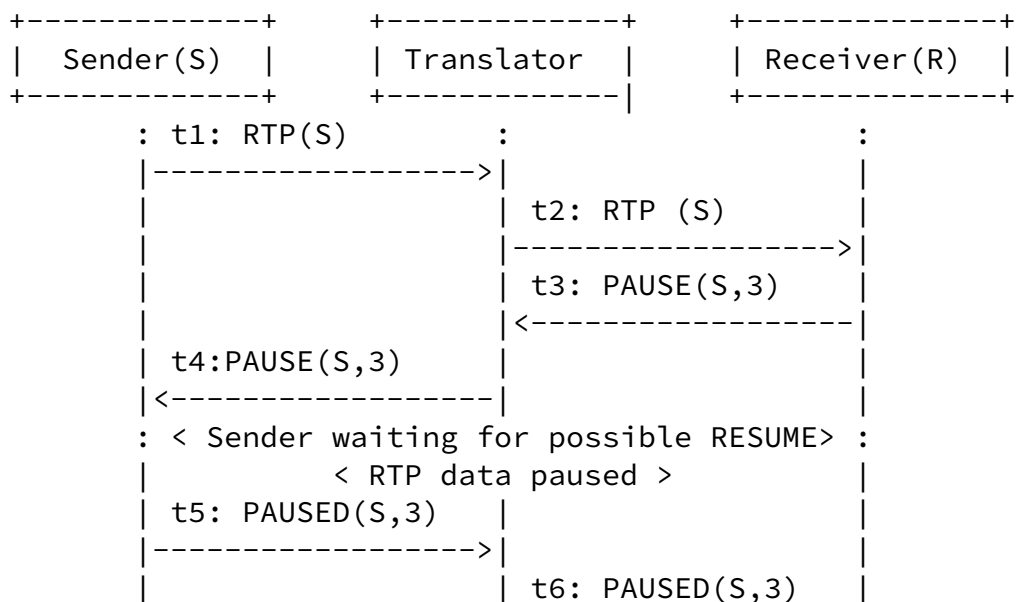 +-------------+     +-------------+     +--------------+
|  Sender(S)  |     | Translator  |     | Receiver(R)  |
+-------------+     +-------------|     +--------------+
       : t1: RTP(S)        :                   :
       |------------------>|                   |
       |                   | t2: RTP (S)       |
       |                   |------------------>|
       |                   | t3: PAUSE(S,3)    |
       |                   |<------------------|
       | t4:PAUSE(S,3)     |                   |
       |<------------------|                   |
       : < Sender waiting for possible RESUME> :
       |          < RTP data paused >          |
       | t5: PAUSED(S,3)   |                   |
       |------------------>|                   |
       |                   | t6: PAUSED(S,3)   |